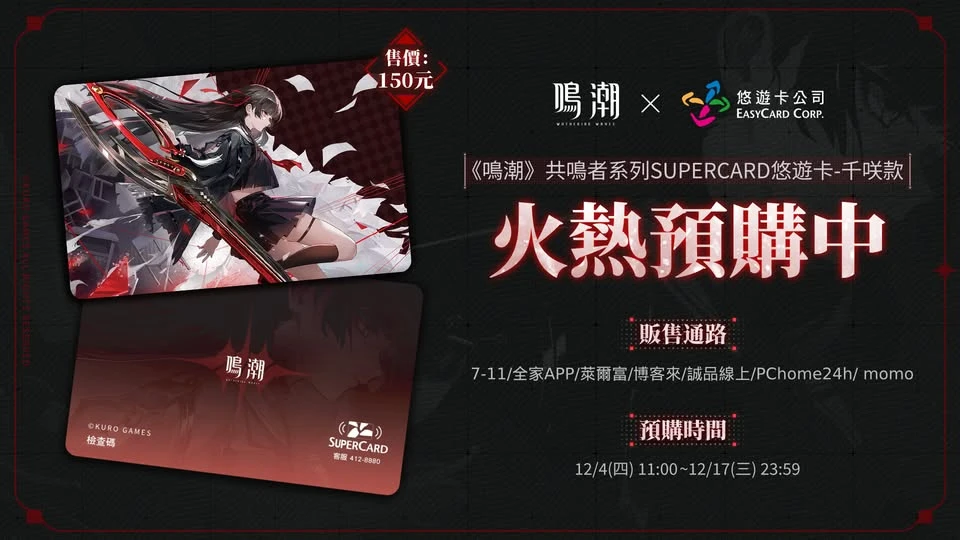 售價:
150元
鳴潮
WUTHERING WAVES
悠遊卡公司
EASYCARD CORP.
《鳴潮》共鳴者系列SUPERCARD悠遊卡-千咲款
火熱預購中
販售通路
7-11/全家APP/萊爾富/博客來/誠品線上/PChome24h/ momo
預購時間
12/4(四) 11:00~12/17(三) 23:59
鳴潮
WUTHERING WAVES
©KURO GAMES
檢查碼
SUPERCARD
客服 412-8880